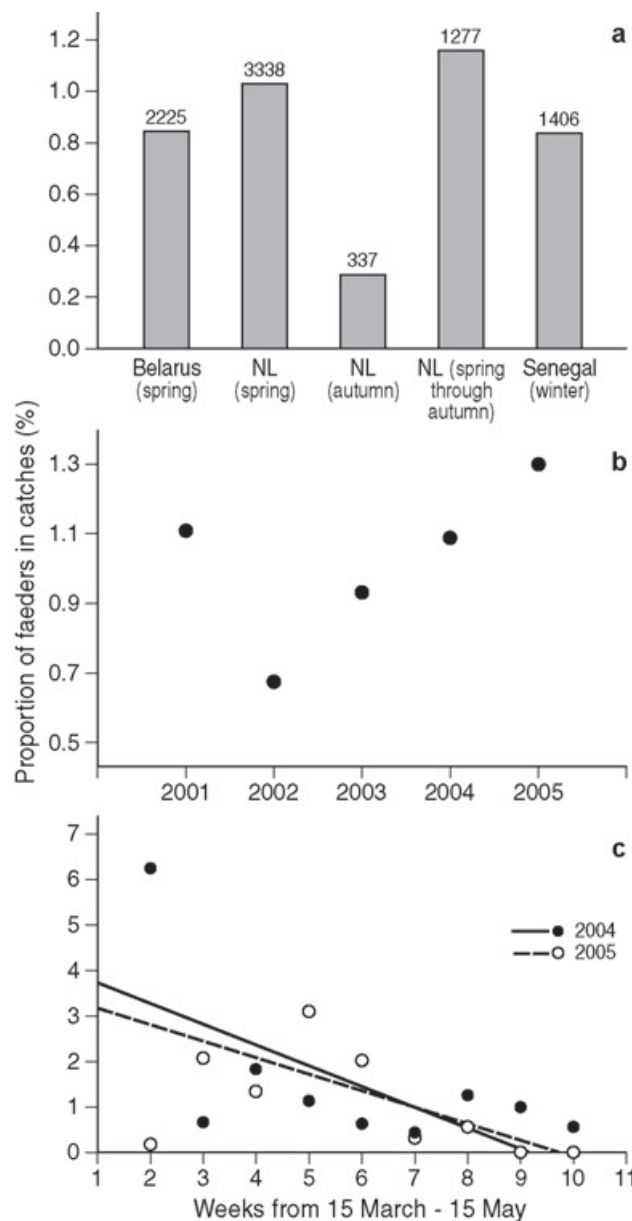 Proportion of faeders in catches (%)
a
1.2
1.0
0.8
0.6
0.4
0.2
0.0
2225
3338
337
1277
1406
Belarus
(spring)
NL
(spring)
NL
(autumn)
NL (spring
through
autumn)
Senegal
(winter)
b
1.3
1.1
0.9
0.7
0.5
2001 2002 2003 2004 2005
c
7
6
5
4
3
2
1
0
2004
2005
1 2 3 4 5 6 7 8 9 10 11
Weeks from 15 March - 15 May